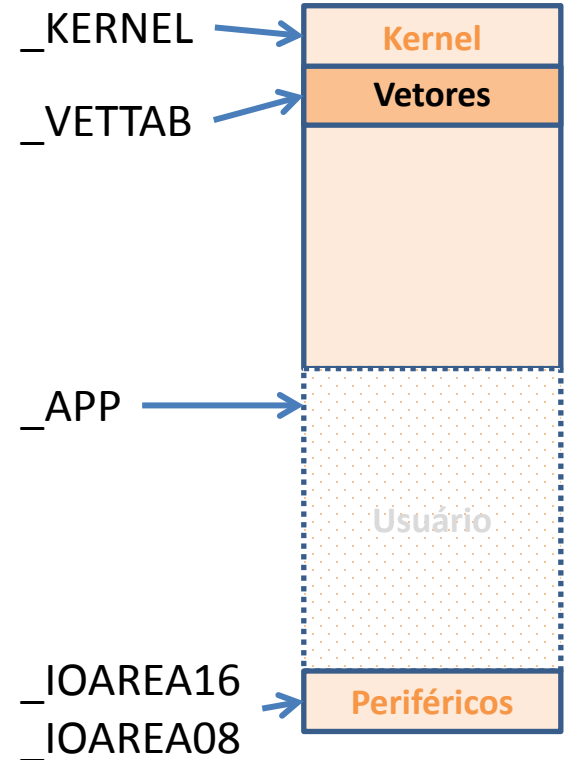 _KERNEL
Kernel
Vetores
_VETTAB
_APP
Usuário
_IOAREA16
Periféricos
_IOAREA08